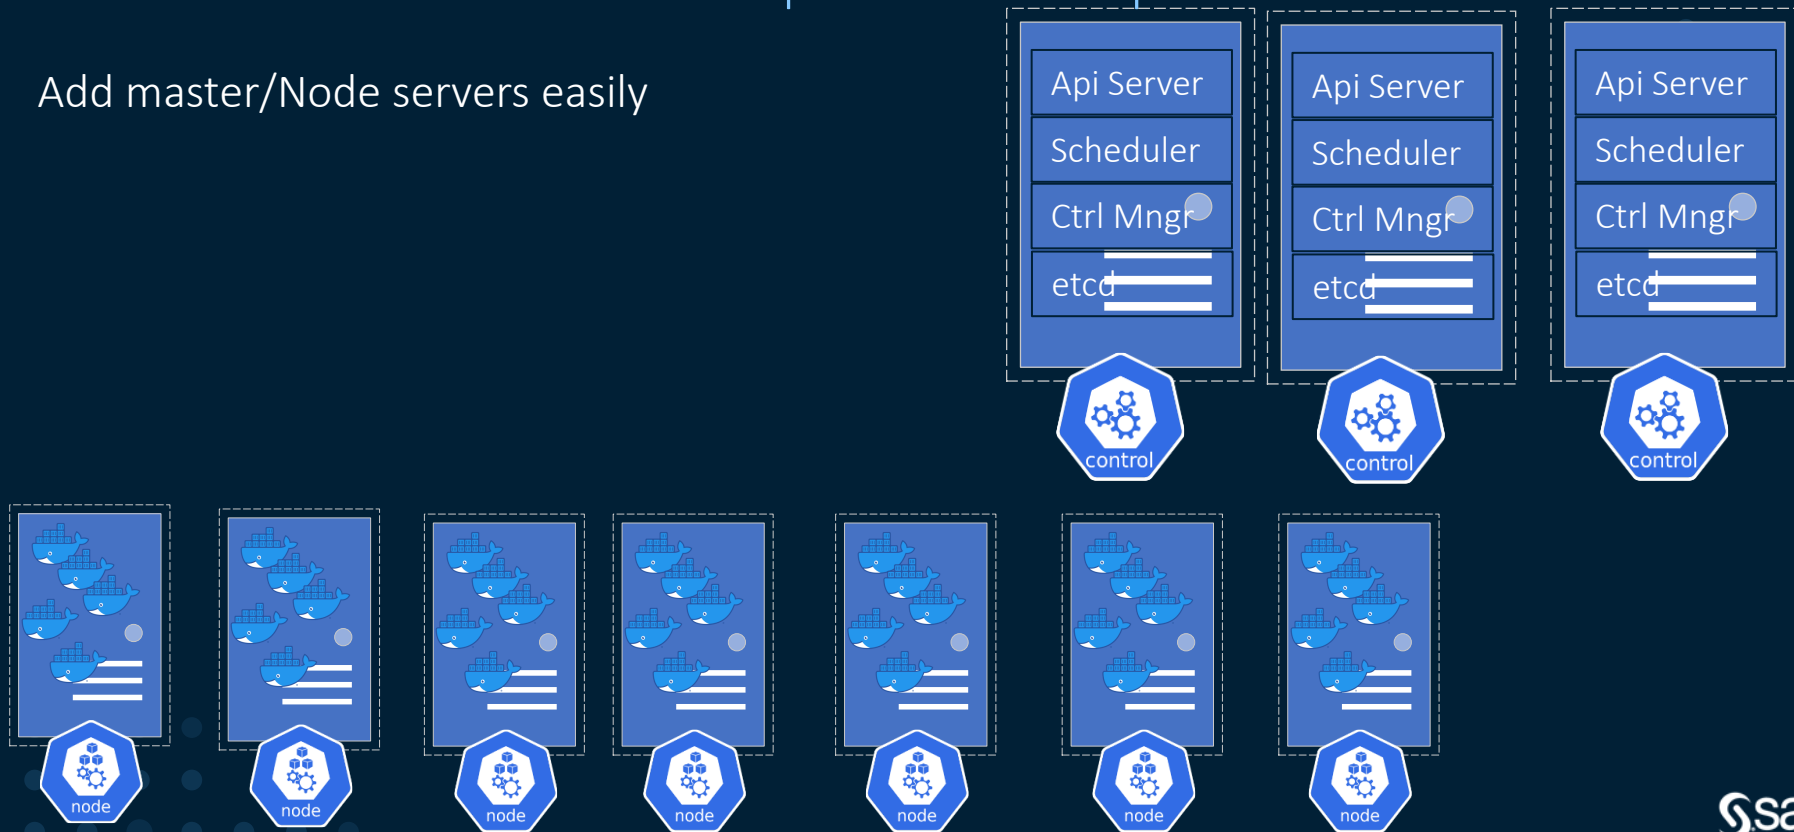 Add master/Node servers easily
Api Server
Scheduler
Ctrl Mngr
etcd
control
Api Server
Scheduler
Ctrl Mngr
etcd
control
Api Server
Scheduler
Ctrl Mngr
etcd
control
node
node
node
node
node
node
node